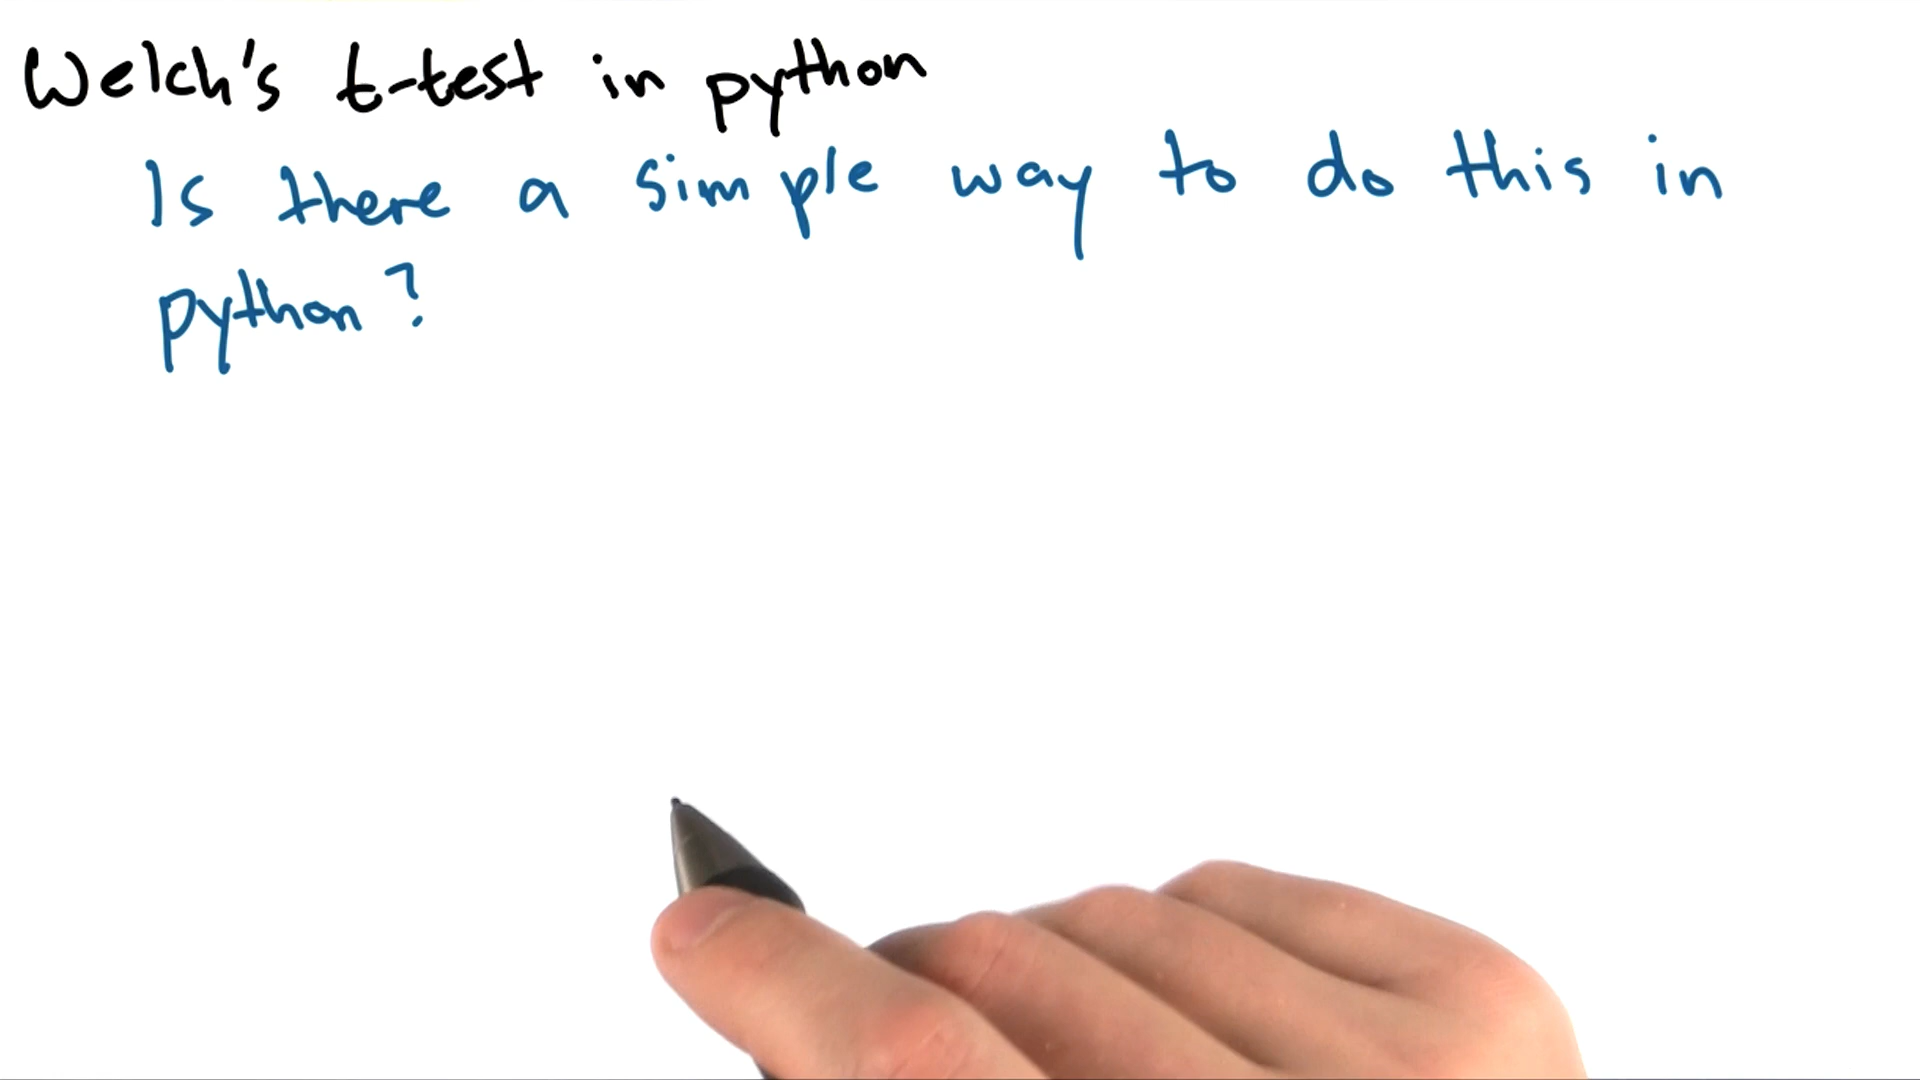 Welch's t-test in python
Is there a simple way to do this in
python?